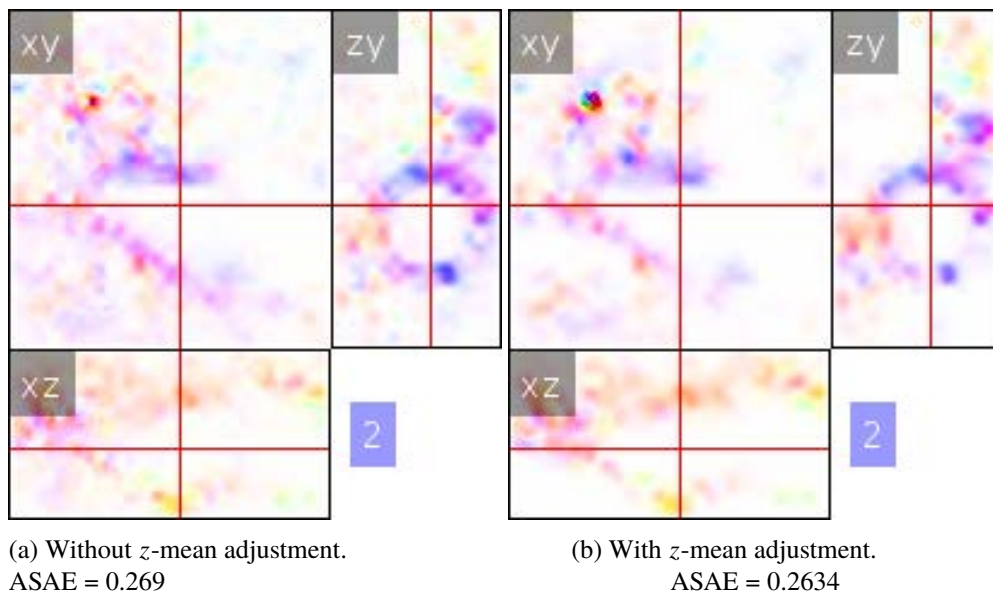 xy
zy
xz
2
xy
zy
xz
2
(a) Without z-mean adjustment.
ASAE = 0.269
(b) With z-mean adjustment.
ASAE = 0.2634